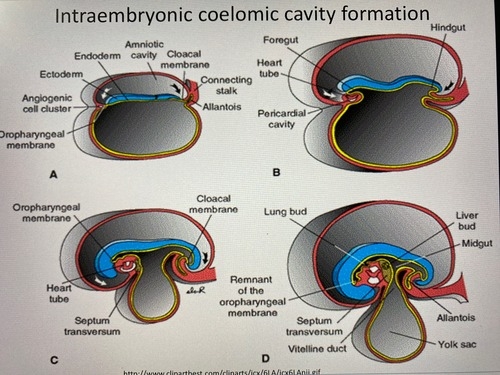 Intraembryonic coelomic cavity formation
Amniotic
cavity
Cloacal
membrane
Endoderm
Ectoderm
Connecting
stalk
Angiogenic
cell cluster
Allantois
Oropharyngeal
membrane
A
Foregut
Hindgut
Heart
tube
Pericardial
cavity
B
Oropharyngeal
membrane
Cloacal
membrane
Heart
tube
Septum
transversum
C
Lung bud
Liver
bud
Midgut
Remnant
of the
oropharyngeal
membrane
Septum
transversum
Allantois
Vitelline duct
Yolk sac
D